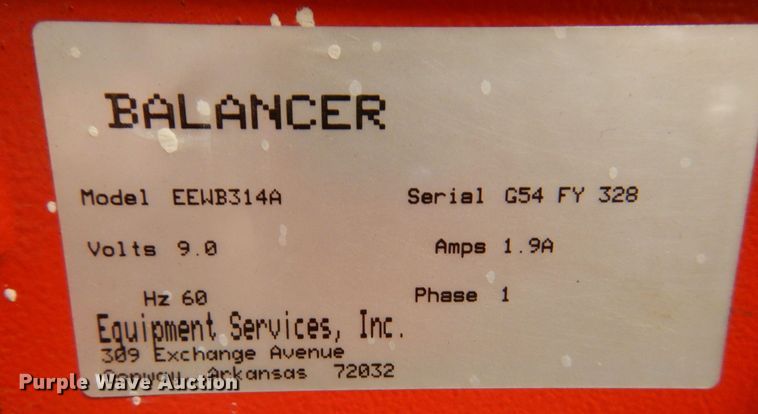 BALANCER
Model EEWB314A Serial G54 FY 328
Volts 9.0 Amps 1.9A
Hz 60 Phase 1
Equipment Services, Inc.
309 Exchange Avenue
Conway, Arkansas 72032
Purple Wave Auction